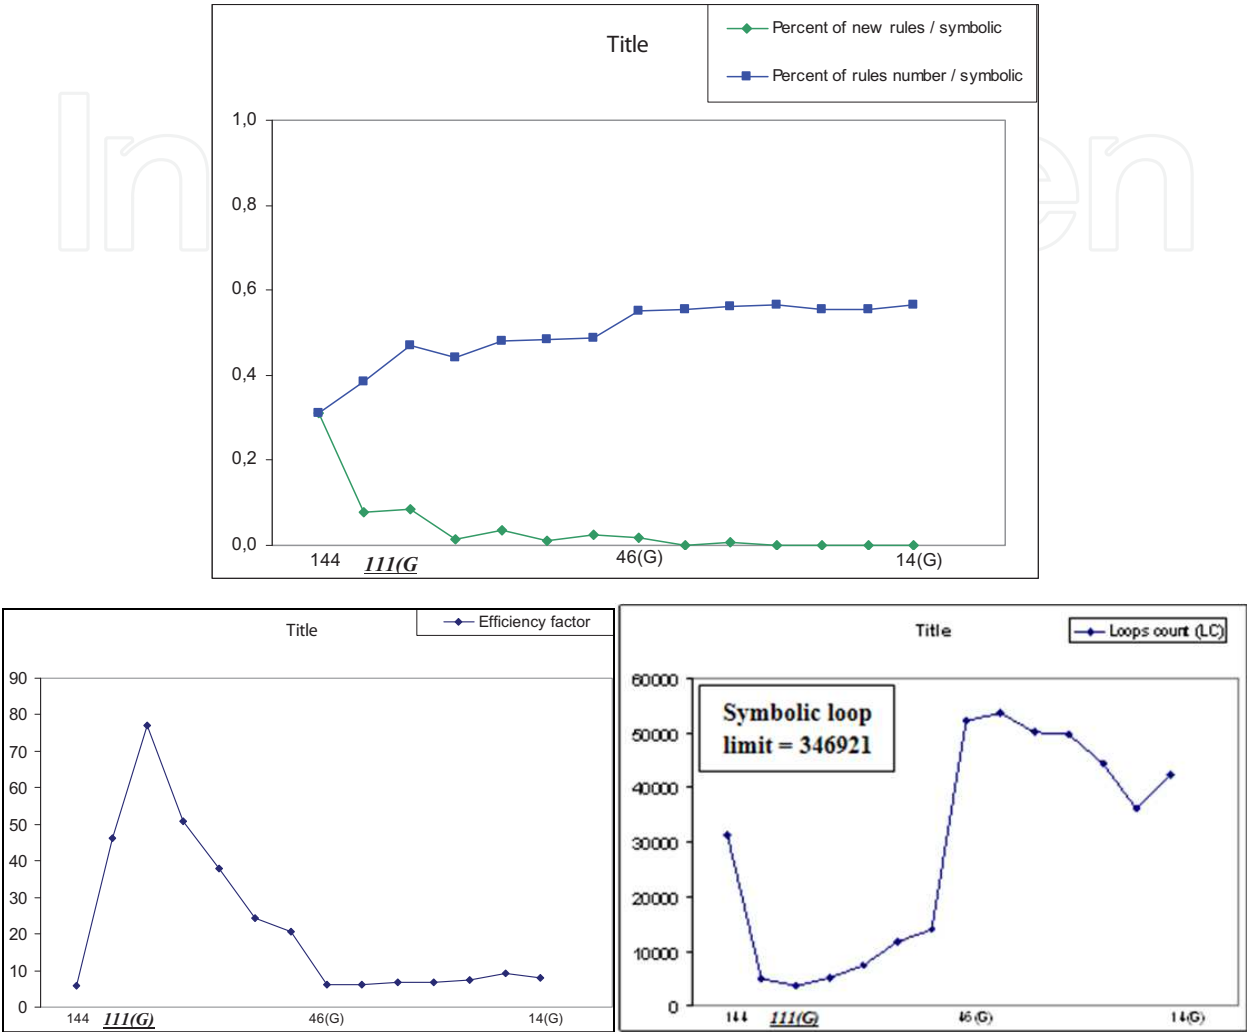 Title
Percent of new rules / symbolic
Percent of rules number / symbolic
1,0
0,8
0,6
0,4
0,2
0,0
144 111(G 46(G) 14(G)
Title
Efficiency factor
90
80
70
60
50
40
30
20
10
0
144 111(G) 46(G) 14(G)
Title
Loops count (LC)
Symbolic loop
limit = 346921
60000
50000
40000
30000
20000
10000
0
144 111(G) 46(G) 14(G)